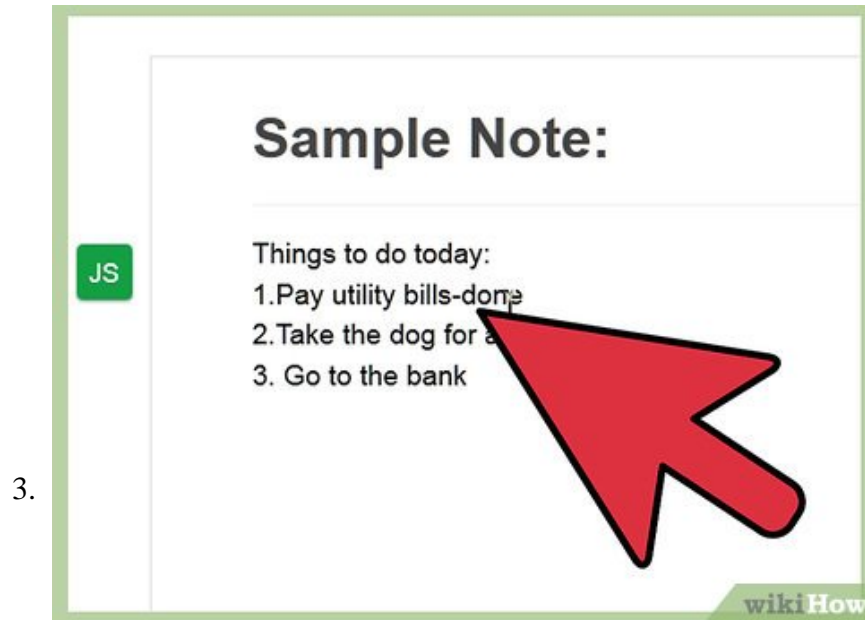 Sample Note:
JS
Things to do today:
1.Pay utility bills-done
2.Take the dog for
3. Go to the bank
3.
wikiHow